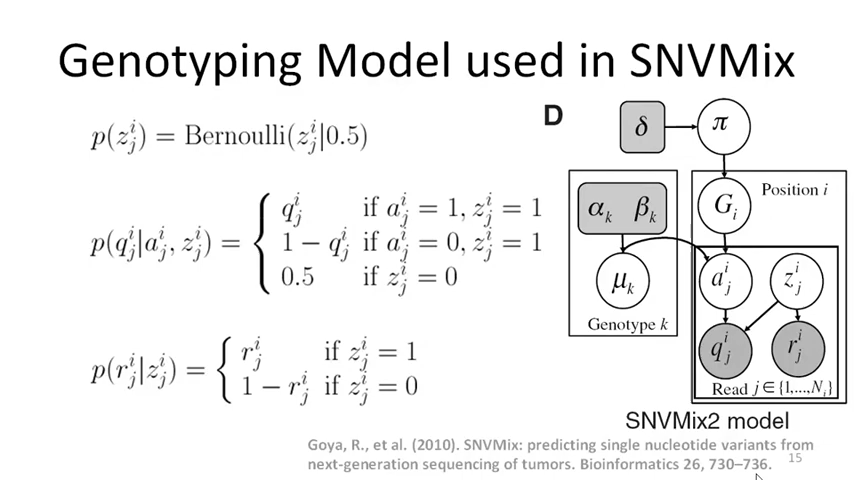 Genotyping Model used in SNVMix
p(z_j^i) = Bernoulli(z_j^i|0.5)
p(q_j^i|a_j^i, z_j^i) = { q_j^i if a_j^i = 1, z_j^i = 1
1 − q_j^i if a_j^i = 0, z_j^i = 1
0.5 if z_j^i = 0
p(r_j^i|z_j^i) = { r_j^i if z_j^i = 1
1 − r_j^i if z_j^i = 0
D
δ π
Position i
α_k β_k G_i
μ_k a_j^i z_j^i
Genotype k
q_j^i r_j^i
Read j ∈ {1,...,N_i}
SNVMix2 model
Goya, R., et al. (2010). SNVMix: predicting single nucleotide variants from
next-generation sequencing of tumors. Bioinformatics 26, 730–736.
15